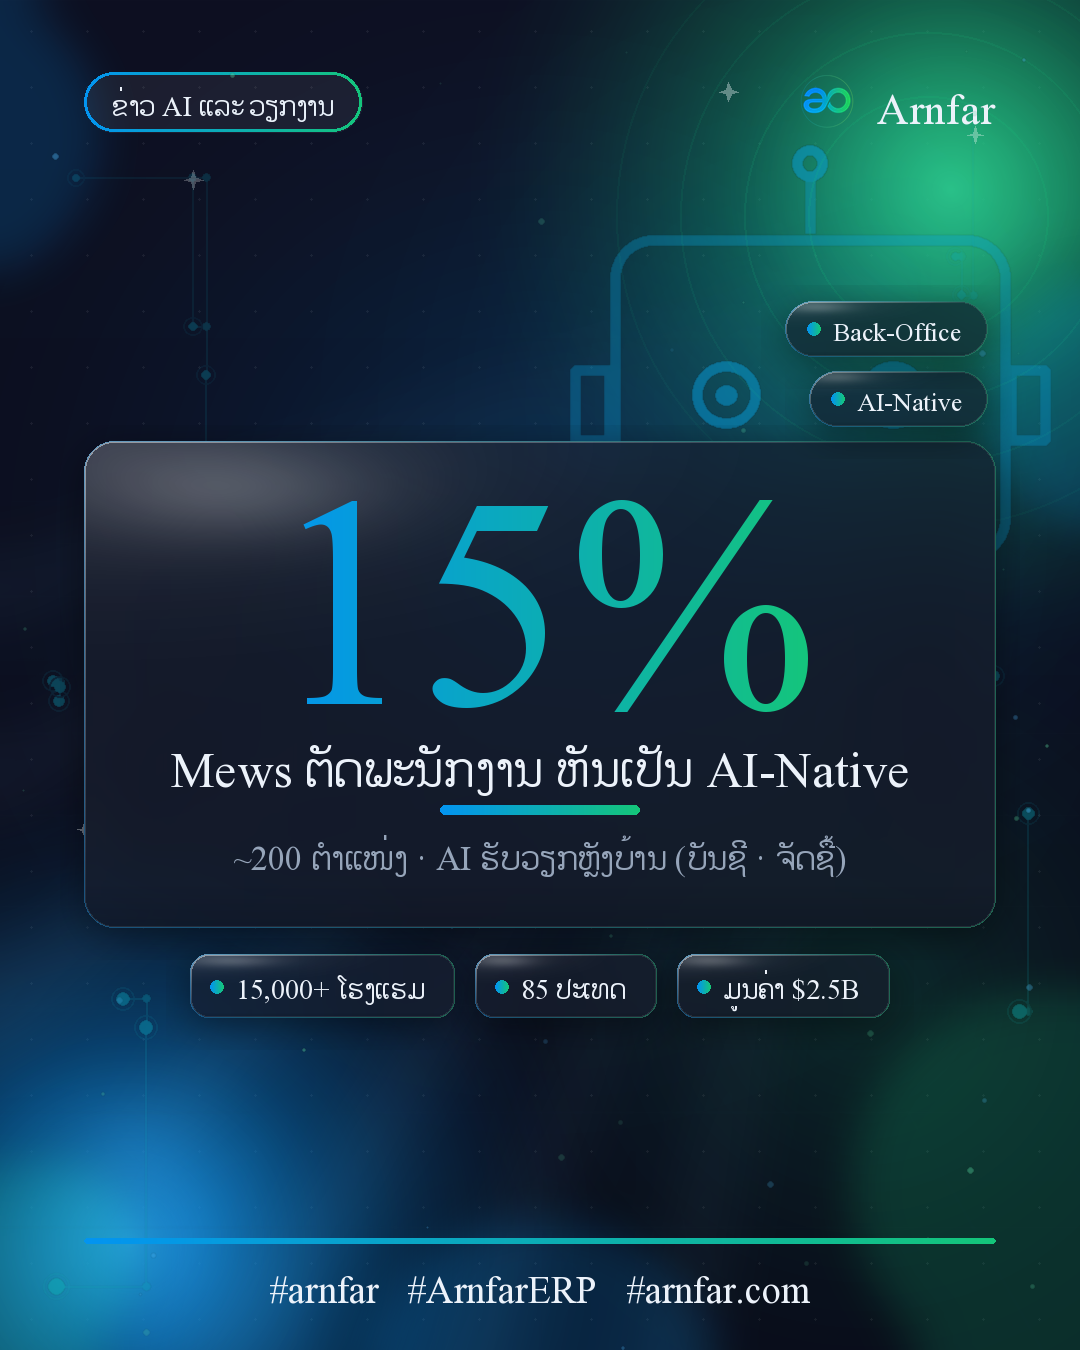 ຂ່າວ AI ແລະ ວຽກງານ
Arnfar
Back-Office
AI-Native
15%
Mews ຕັດພະນັກງານ ຫັນເປັນ AI-Native
~200 ຕຳແໜ່ງ · AI ຮັບວຽກຫຼັງບ້ານ (ບັນຊີ · ຈັດຊື້)
15,000+ ໂຮງແຮມ
85 ປະເທດ
ມູນຄ່າ $2.5B
#arnfar #ArnfarERP #arnfar.com